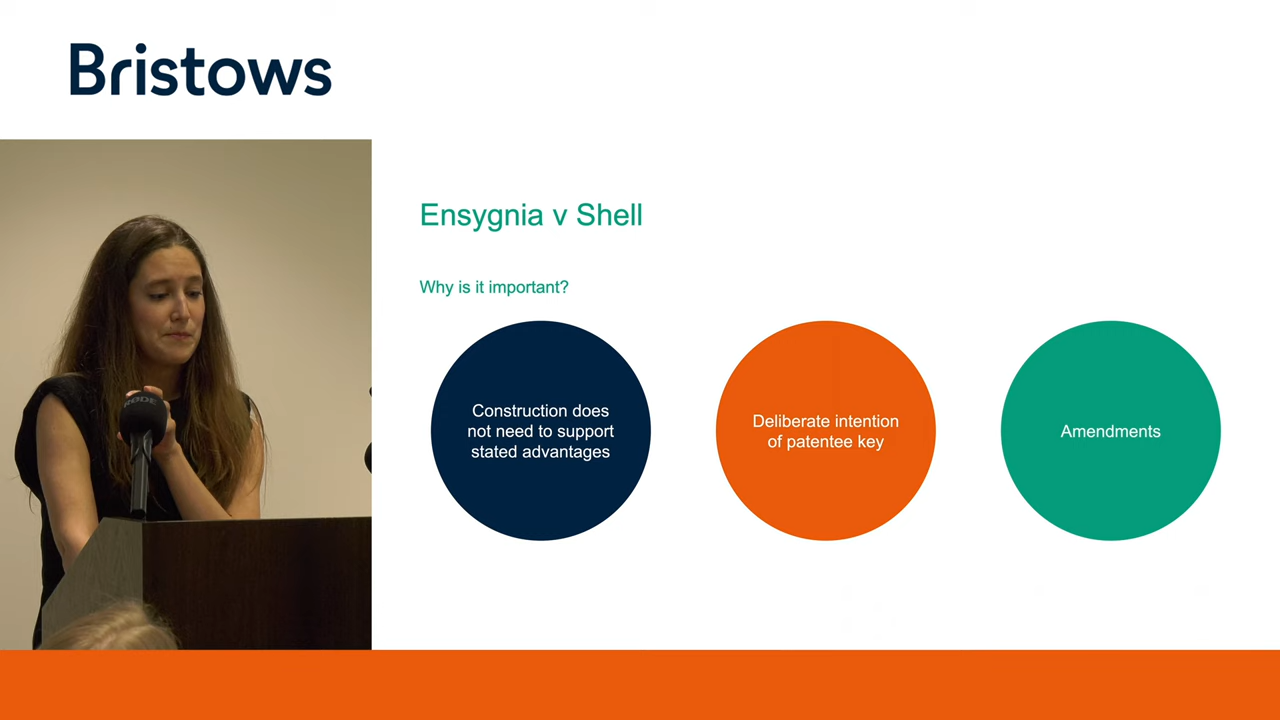 Bristows
Ensygnia v Shell
Why is it important?
Construction does
not need to support
stated advantages
Deliberate intention
of patentee key
Amendments
RØDE